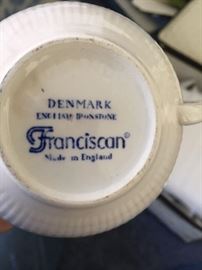 DENMARK
ENGLISH IRONSTONE
Franciscan®
Made in England